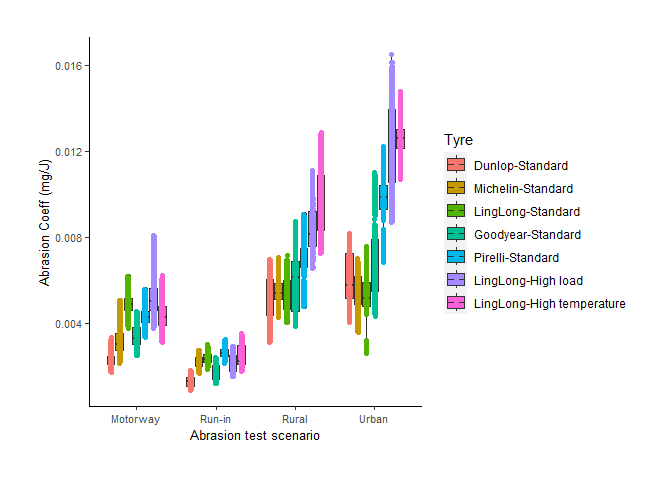 0.016
0.012
0.008
0.004
Abrasion Coeff (mg/J)
Motorway Run-in Rural Urban
Abrasion test scenario
Tyre
Dunlop-Standard
Michelin-Standard
LingLong-Standard
Goodyear-Standard
Pirelli-Standard
LingLong-High load
LingLong-High temperature